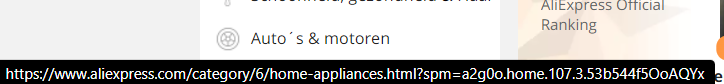 AliExpress Official
Ranking
Auto´s & motoren
https://www.aliexpress.com/category/6/home-appliances.html?spm=a2g0o.home.107.3.53b544f5OoAQYx